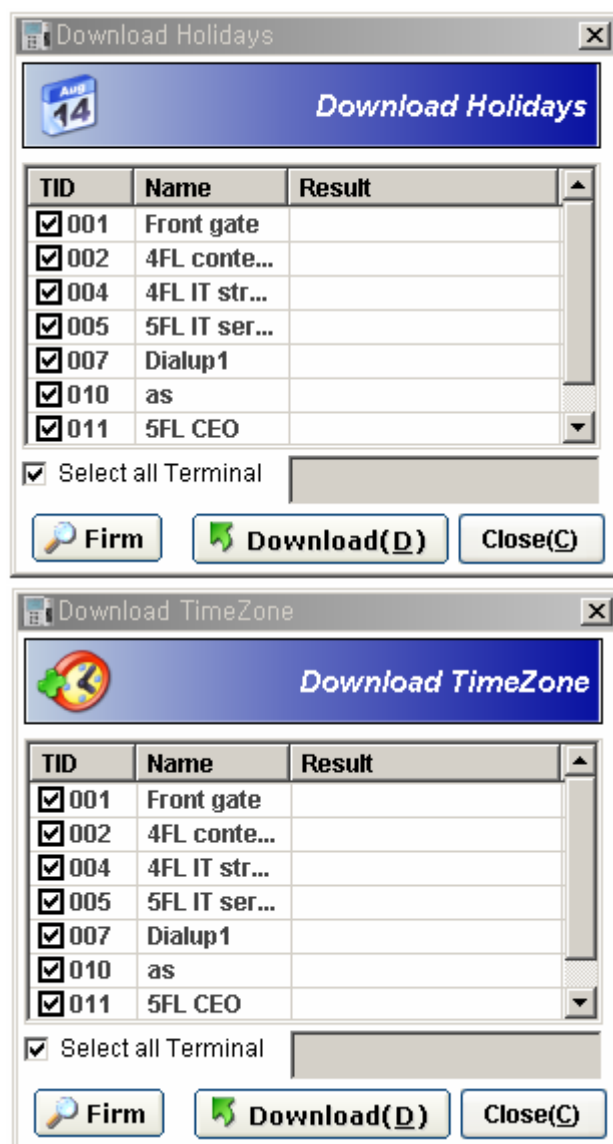 Download Holidays
Aug
14
Download Holidays
TID Name Result
001 Front gate
002 4FL conte...
004 4FL IT str...
005 5FL IT ser...
007 Dialup1
010 as
011 5FL CEO
Select all Terminal
Firm Download(D) Close(C)
Download TimeZone
Download TimeZone
TID Name Result
001 Front gate
002 4FL conte...
004 4FL IT str...
005 5FL IT ser...
007 Dialup1
010 as
011 5FL CEO
Select all Terminal
Firm Download(D) Close(C)